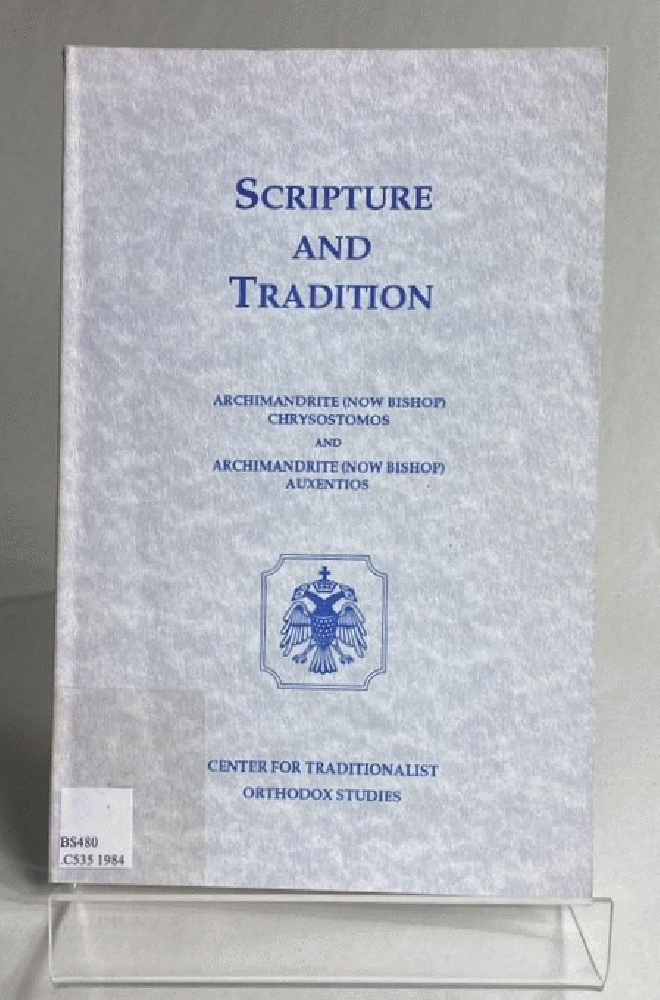 SCRIPTURE
AND
TRADITION
ARCHIMANDRITE (NOW BISHOP)
CHRYSOSTOMOS
AND
ARCHIMANDRITE (NOW BISHOP)
AUXENTIOS
CENTER FOR TRADITIONALIST
ORTHODOX STUDIES
BS480
.C535 1984